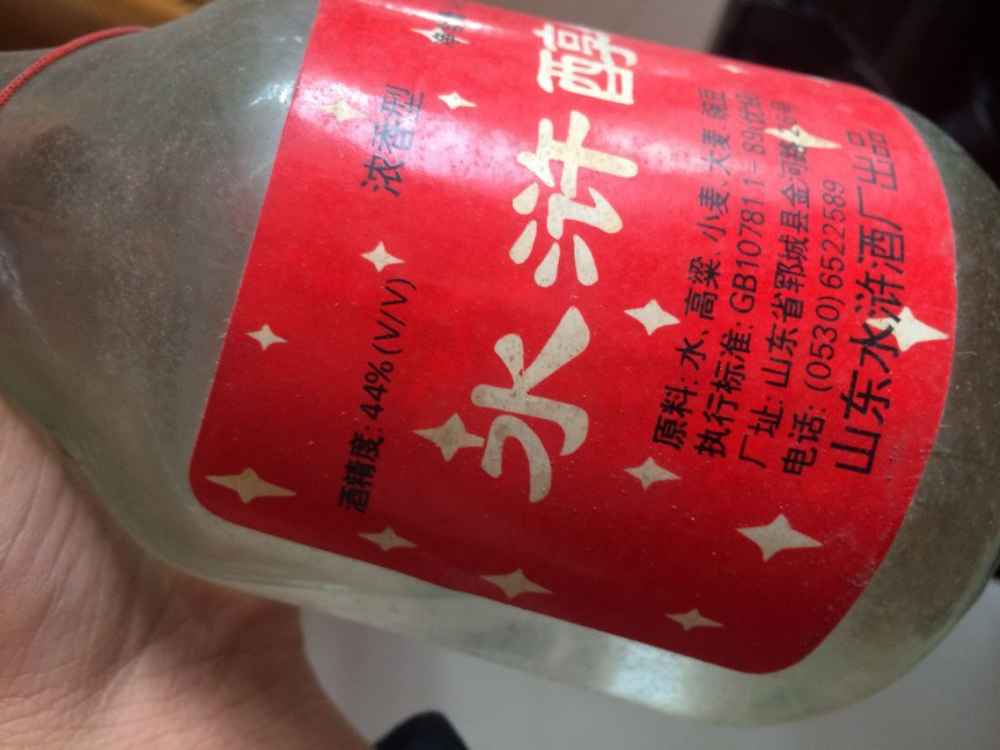 浓香型
酒精度:44%(V/V)
水浒醇
原料:水、高粱、小麦、大麦 豌豆
执行标准:GB10781.1-89(优级
厂址:山东省郓城县金河路
电话:(0530)6522589
山东水浒酒厂出品